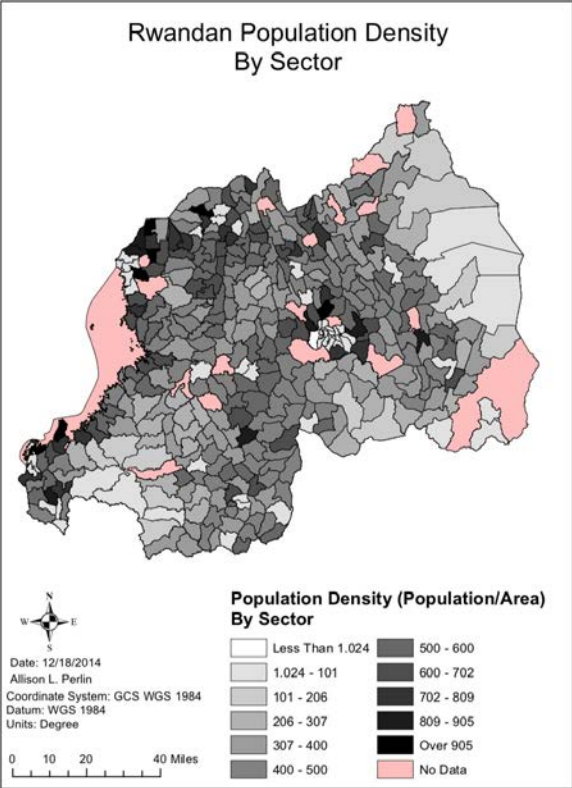 Rwandan Population Density
By Sector
N
W E
S
Date: 12/18/2014
Allison L. Perlin
Coordinate System: GCS WGS 1984
Datum: WGS 1984
Units: Degree
0 10 20 40 Miles
Population Density (Population/Area)
By Sector
Less Than 1.024
1.024 - 101
101 - 206
206 - 307
307 - 400
400 - 500
500 - 600
600 - 702
702 - 809
809 - 905
Over 905
No Data